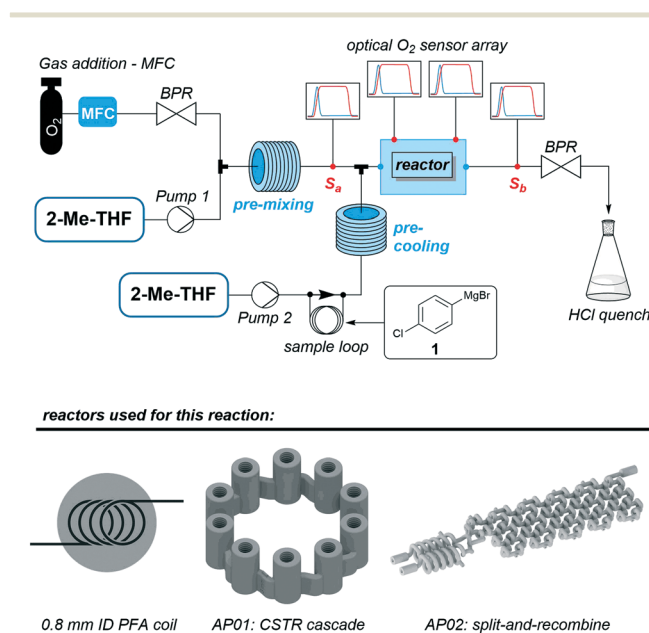 optical O₂ sensor array
Gas addition - MFC
BPR
O₂
MFC
BPR
reactor
Sₐ
S_b
Pump 1
pre-mixing
2-Me-THF
pre-
cooling
2-Me-THF
Pump 2
sample loop
MgBr
Cl
1
HCl quench
reactors used for this reaction:
0.8 mm ID PFA coil
AP01: CSTR cascade
AP02: split-and-recombine